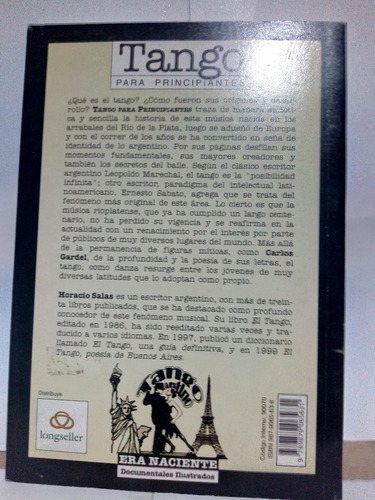 Tango
PARA PRINCIPIANTES
¿Qué es el tango? ¿Cómo fueron sus
rrollo? TANGO PARA PRINCIPIANTES traza de manera
y sencilla la historia de esta música nacida en los
arrabales del Río de la Plata, luego se adueñó de Europa
y con el correr de los años se ha convertido en seña de
identidad de lo argentino. Por sus páginas desfilan sus
momentos fundamentales, sus mayores creadores y
también los secretos del baile. Según el clásico escritor
argentino Leopoldo Marechal, el tango es la "posibilidad
infinita"; otro escritor, paradigma del intelectual lati-
noamericano, Ernesto Sabato, agrega que se trata del
fenómeno más original de este área. Lo cierto es que la
música rioplatense, que ya ha cumplido un largo cente-
nario, no ha perdido su vigencia y se reafirma en la
actualidad con un renacimiento por el interés por parte
de públicos de muy diversos lugares del mundo. Más allá
de la permanencia de figuras míticas, como Carlos
Gardel, de la profundidad y la poesía de sus letras, el
tango, como danza resurge entre los jóvenes de muy
diversas latitudes que lo adoptan como propio.
Horacio Salas es un escritor argentino, con más de trein-
ta libros publicados, que se ha destacado como profundo
conocedor de este fenómeno musical. Su libro El Tango,
editado en 1986, ha sido reeditado varias veces y tra-
ducido a varios idiomas. En 1997, publicó un diccionario
llamado El Tango, una guía definitiva, y en 1999 El
Tango, poesía de Buenos Aires.
Distribuye
longseller
Tango
Argentino
ERA NACIENTE
Documentales Ilustrados